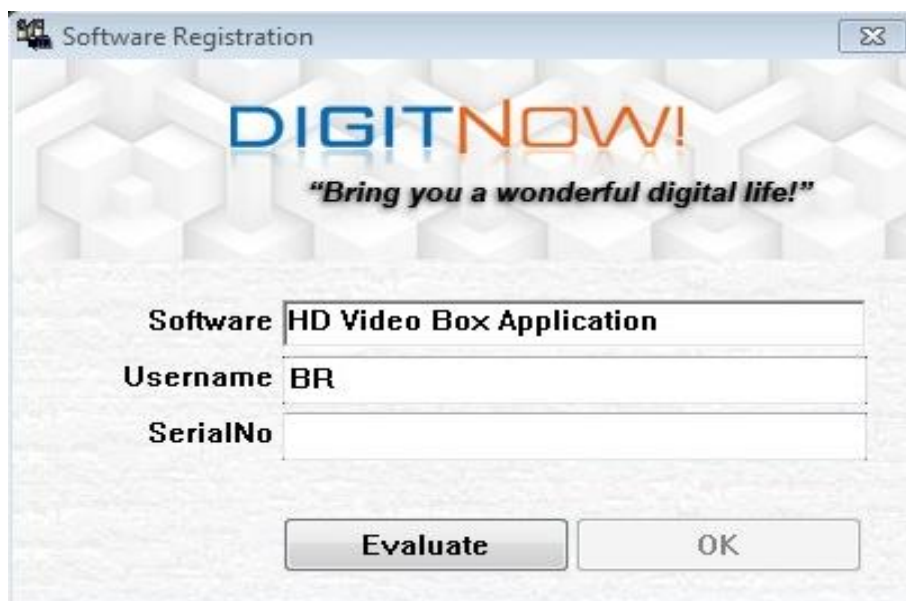 Software Registration
DIGITNOW!
“Bring you a wonderful digital life!”
Software HD Video Box Application
Username BR
SerialNo
Evaluate OK